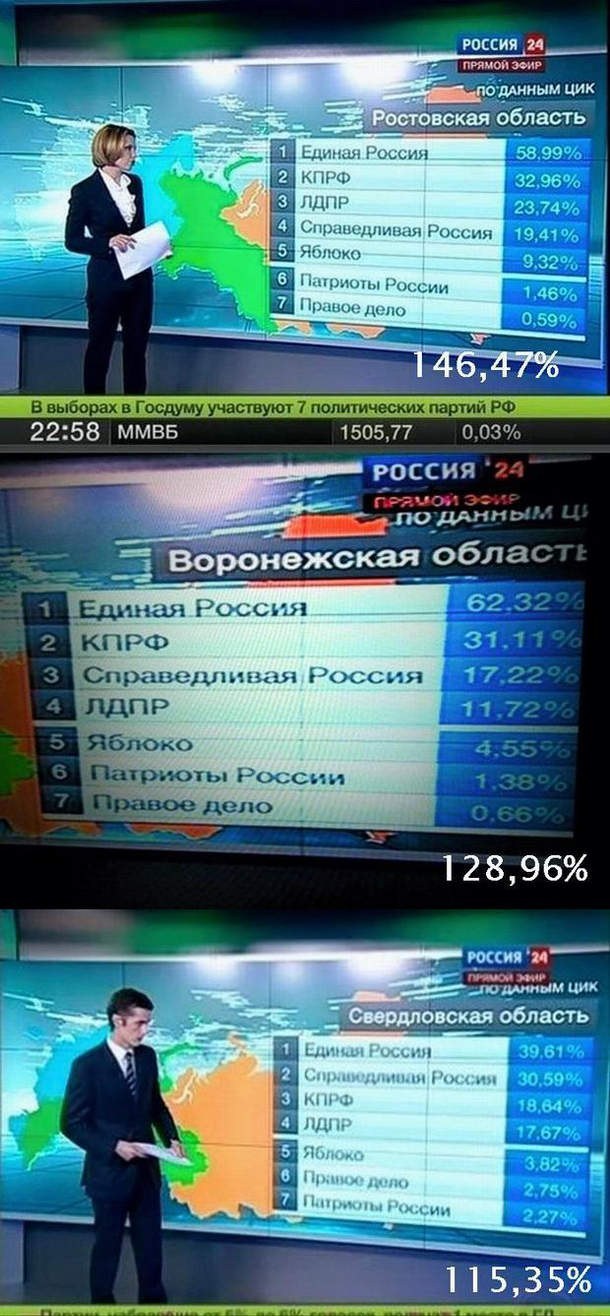 РОССИЯ 24
ПРЯМОЙ ЭФИР
ПО ДАННЫМ ЦИК
Ростовская область
1 Единая Россия 58,99%
2 КПРФ 32,96%
3 ЛДПР 23,74%
4 Справедливая Россия 19,41%
5 Яблоко 9,32%
6 Патриоты России 1,46%
7 Правое дело 0,59%
146,47%
В выборах в Госдуму участвуют 7 политических партий РФ
22:58 ММВБ 1505,77 0,03%
РОССИЯ 24
ПРЯМОЙ ЭФИР
ПО ДАННЫМ ЦИ
Воронежская область
1 Единая Россия 62,32%
2 КПРФ 31,11%
3 Справедливая Россия 17,22%
4 ЛДПР 11,72%
5 Яблоко 4,55%
6 Патриоты России 1,38%
7 Правое дело 0,66%
128,96%
РОССИЯ 24
ПРЯМОЙ ЭФИР
ПО ДАННЫМ ЦИК
Свердловская область
1 Единая Россия 39,61%
2 Справедливая Россия 30,59%
3 КПРФ 18,64%
4 ЛДПР 17,67%
5 Яблоко 3,82%
6 Правое дело 2,75%
7 Патриоты России 2,27%
115,35%